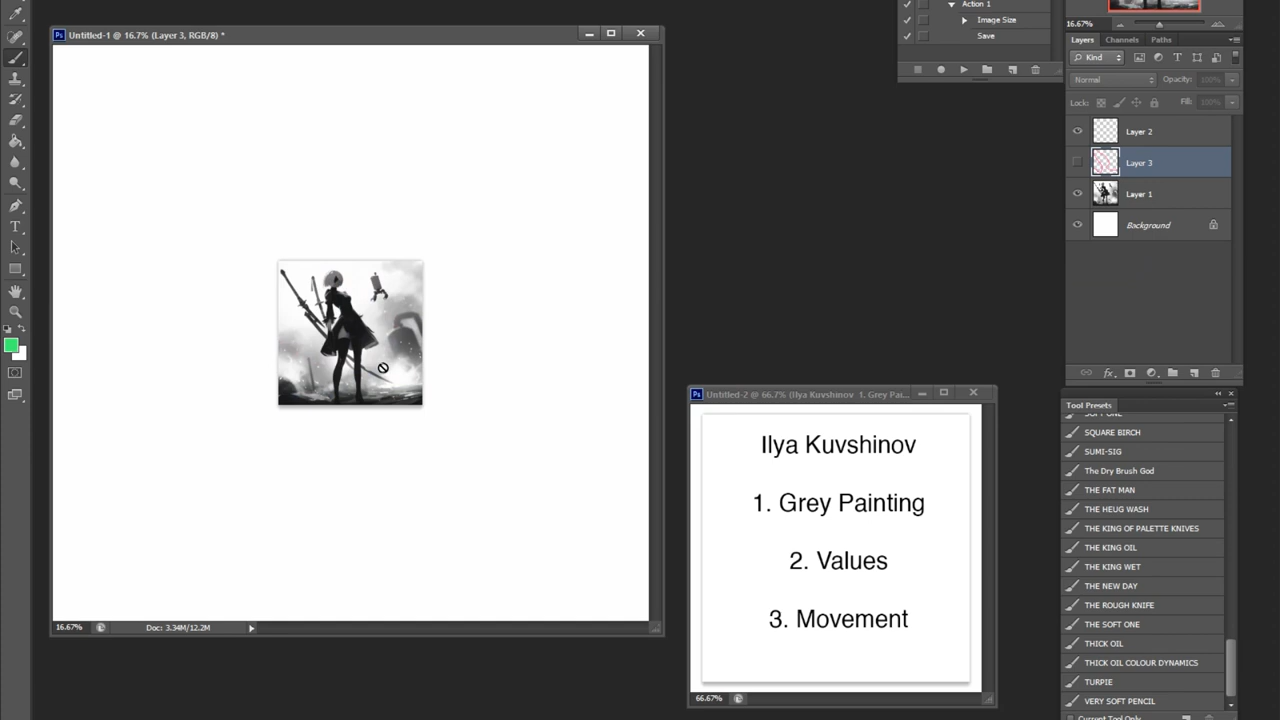 Untitled-1 @ 16.7% (Layer 3, RGB/8) *
16.67%
Doc: 3.34M/12.2M
Action 1
Image Size
Save
16.67%
Layers
Channels
Paths
Kind
Normal
Opacity: 100%
Lock:
Fill: 100%
Layer 2
Layer 3
Layer 1
Background
Untitled-2 @ 66.7% (Ilya Kuvshinov 1. Grey Pai...
Ilya Kuvshinov
1. Grey Painting
2. Values
3. Movement
66.67%
Tool Presets
SQUARE BIRCH
SUMI-SIG
The Dry Brush God
THE FAT MAN
THE HEUG WASH
THE KING OF PALETTE KNIVES
THE KING OIL
THE KING WET
THE NEW DAY
THE ROUGH KNIFE
THE SOFT ONE
THICK OIL
THICK OIL COLOUR DYNAMICS
TURPIE
VERY SOFT PENCIL
Current Tool Only